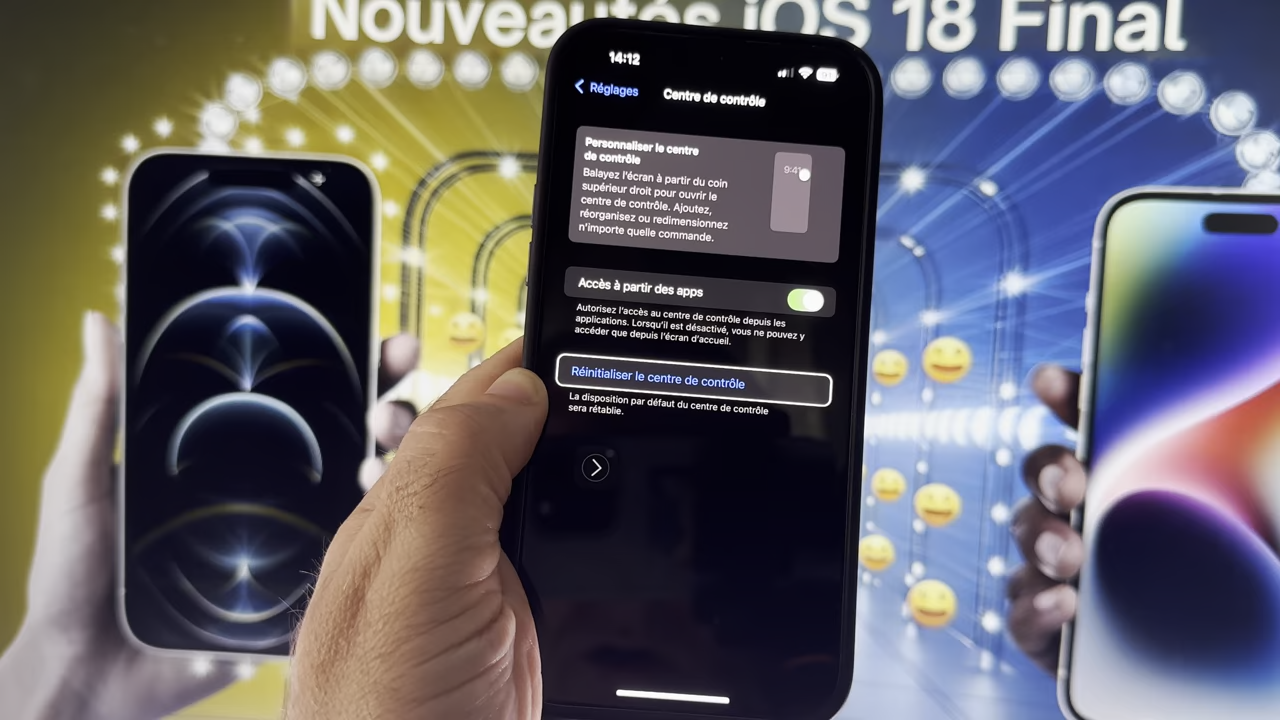 Nouveautés iOS 18 Final
14:12
Réglages
Centre de contrôle
Personnaliser le centre
de contrôle
Balayez l'écran à partir du coin
supérieur droit pour ouvrir le
centre de contrôle. Ajoutez,
réorganisez ou redimensionnez
n'importe quelle commande.
9:41
Accès à partir des apps
Autorisez l'accès au centre de contrôle depuis les
applications. Lorsqu'il est désactivé, vous ne pouvez y
accéder que depuis l'écran d'accueil.
Réinitialiser le centre de contrôle
La disposition par défaut du centre de contrôle
sera rétablie.